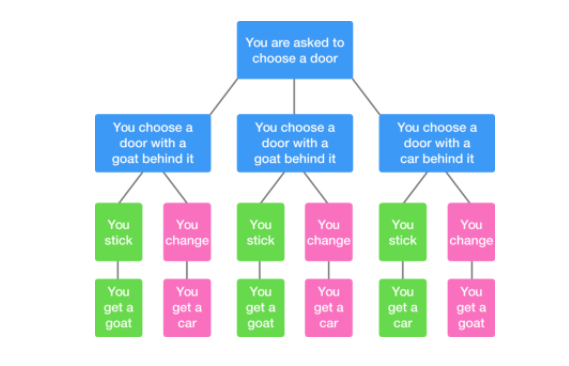 You are asked to
choose a door
You choose a
door with a
goat behind it
You choose a
door with a
goat behind it
You choose a
door with a
car behind it
You
stick
You
change
You
stick
You
change
You
stick
You
change
You
get a
goat
You
get a
car
You
get a
goat
You
get a
car
You
get a
car
You
get a
goat